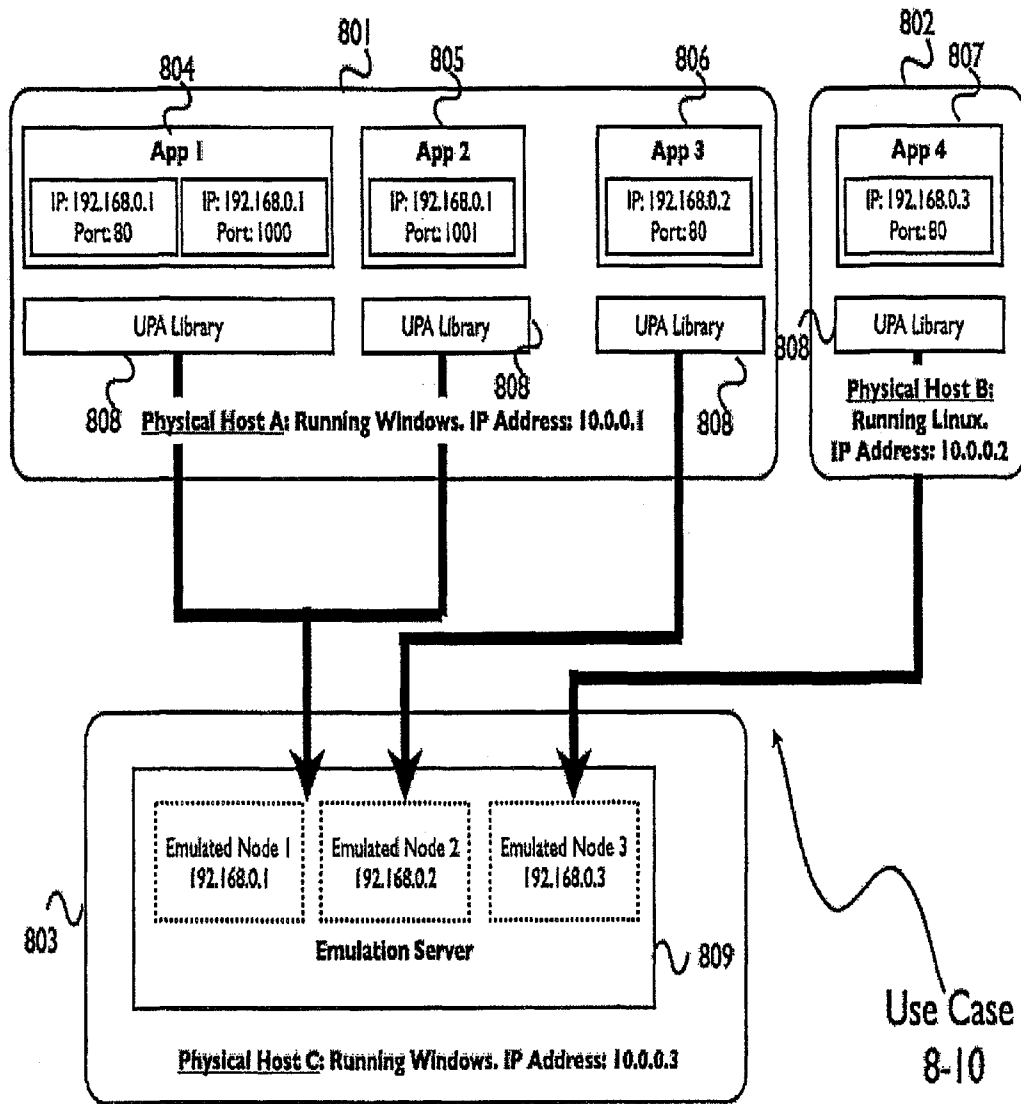 801
802
804
805
806
807
App 1
App 2
App 3
App 4
IP: 192.168.0.1
Port: 80
IP: 192.168.0.1
Port: 1000
IP: 192.168.0.1
Port: 1001
IP: 192.168.0.2
Port: 80
IP: 192.168.0.3
Port: 80
UPA Library
UPA Library
UPA Library
UPA Library
808
808
808
808
Physical Host A: Running Windows. IP Address: 10.0.0.1
Physical Host B:
Running Linux.
IP Address: 10.0.0.2
Emulated Node 1
192.168.0.1
Emulated Node 2
192.168.0.2
Emulated Node 3
192.168.0.3
Emulation Server
803
809
Physical Host C: Running Windows. IP Address: 10.0.0.3
Use Case
8-10